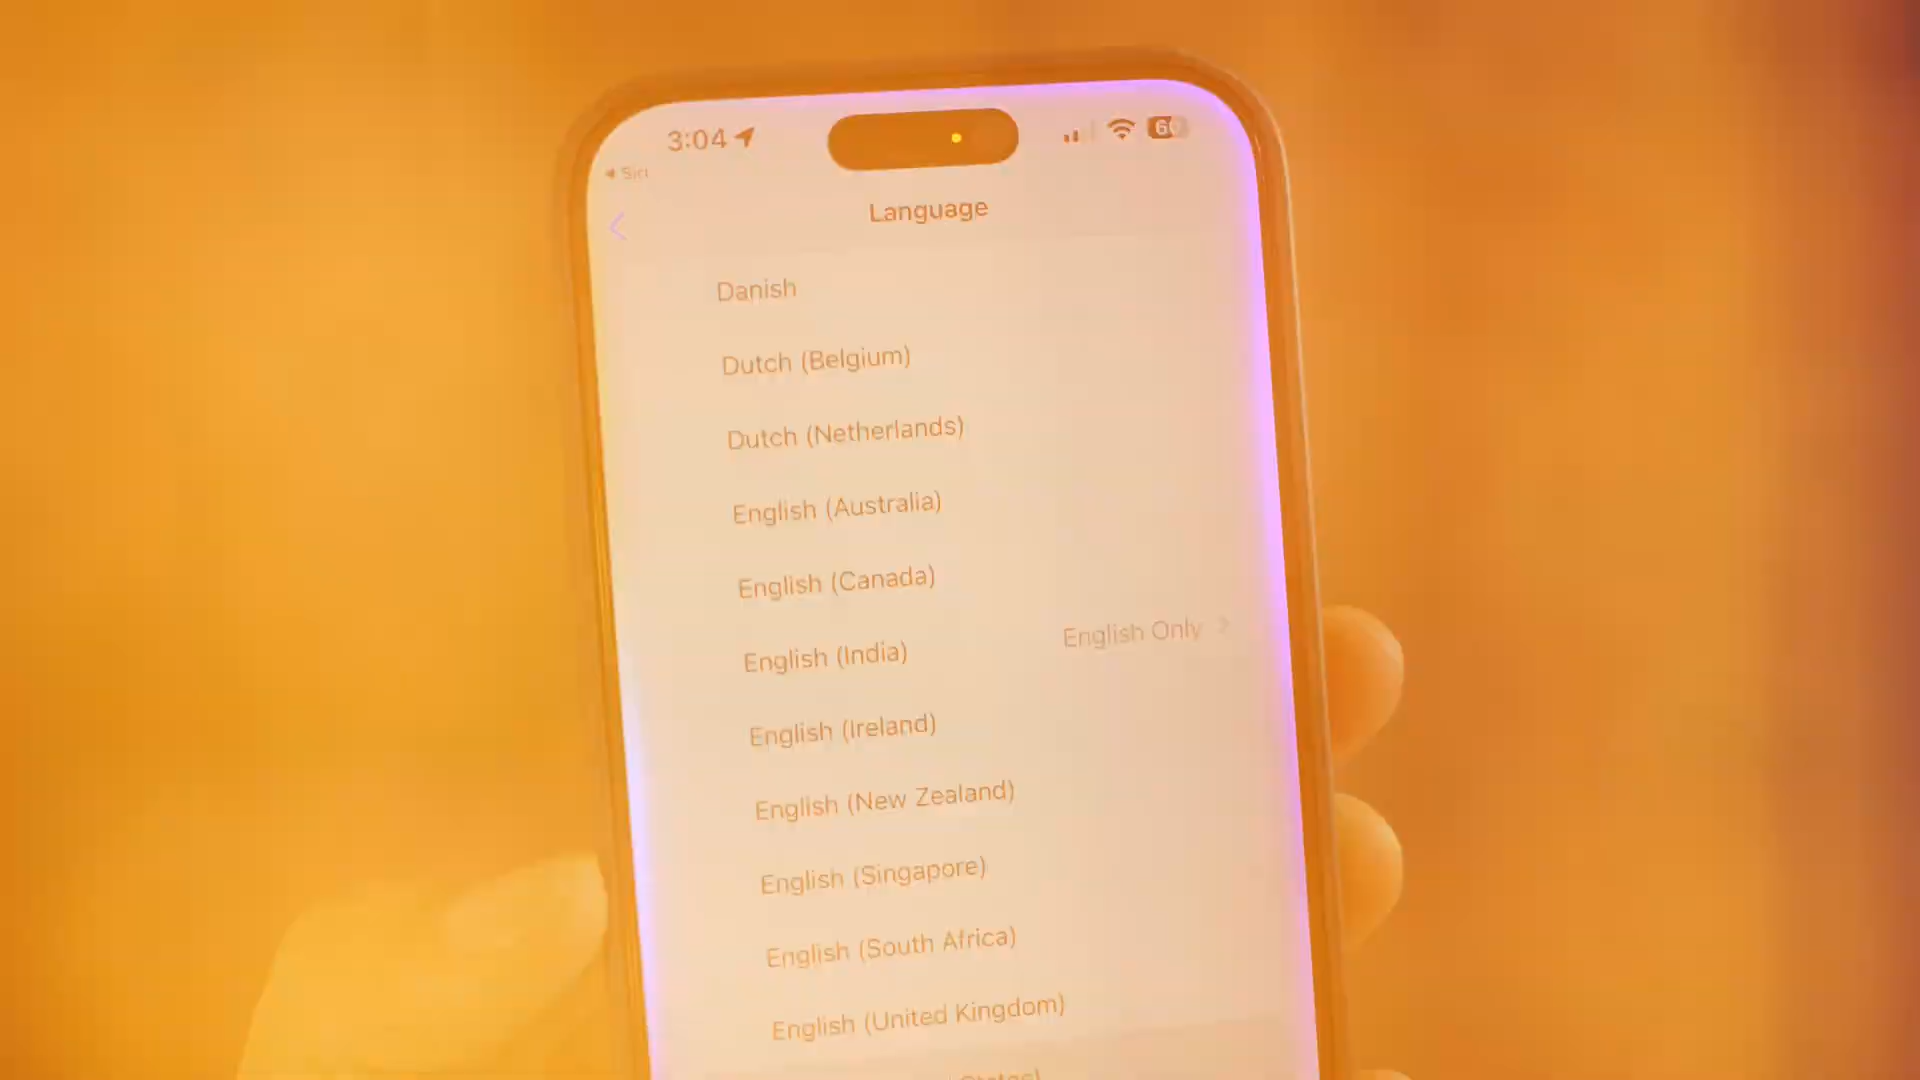 3:04
Siri
Language
Danish
Dutch (Belgium)
Dutch (Netherlands)
English (Australia)
English (Canada)
English (India) English Only
English (Ireland)
English (New Zealand)
English (Singapore)
English (South Africa)
English (United Kingdom)